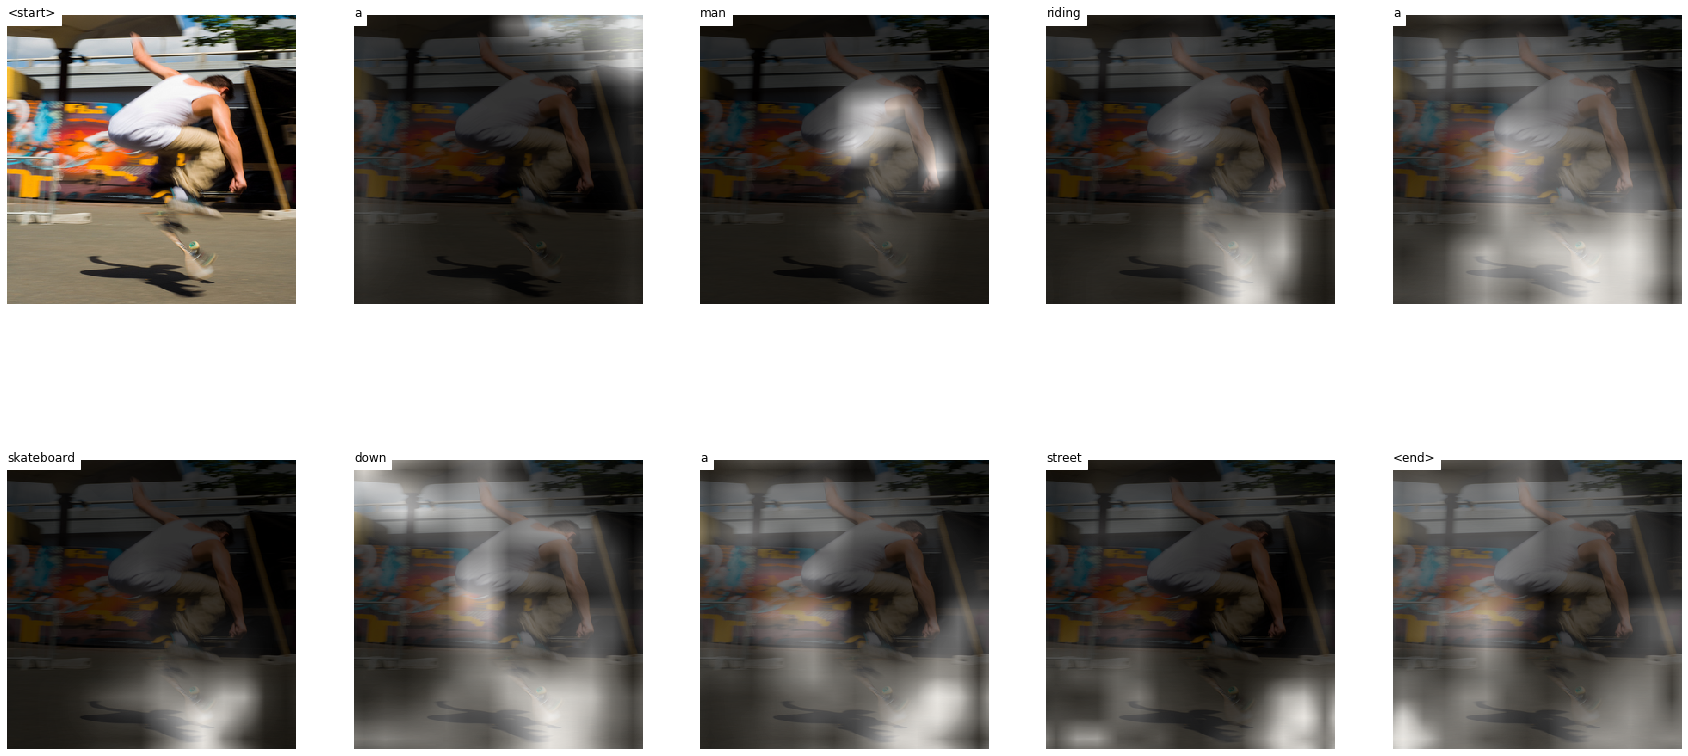 <start> a man riding a
skateboard down a street <end>